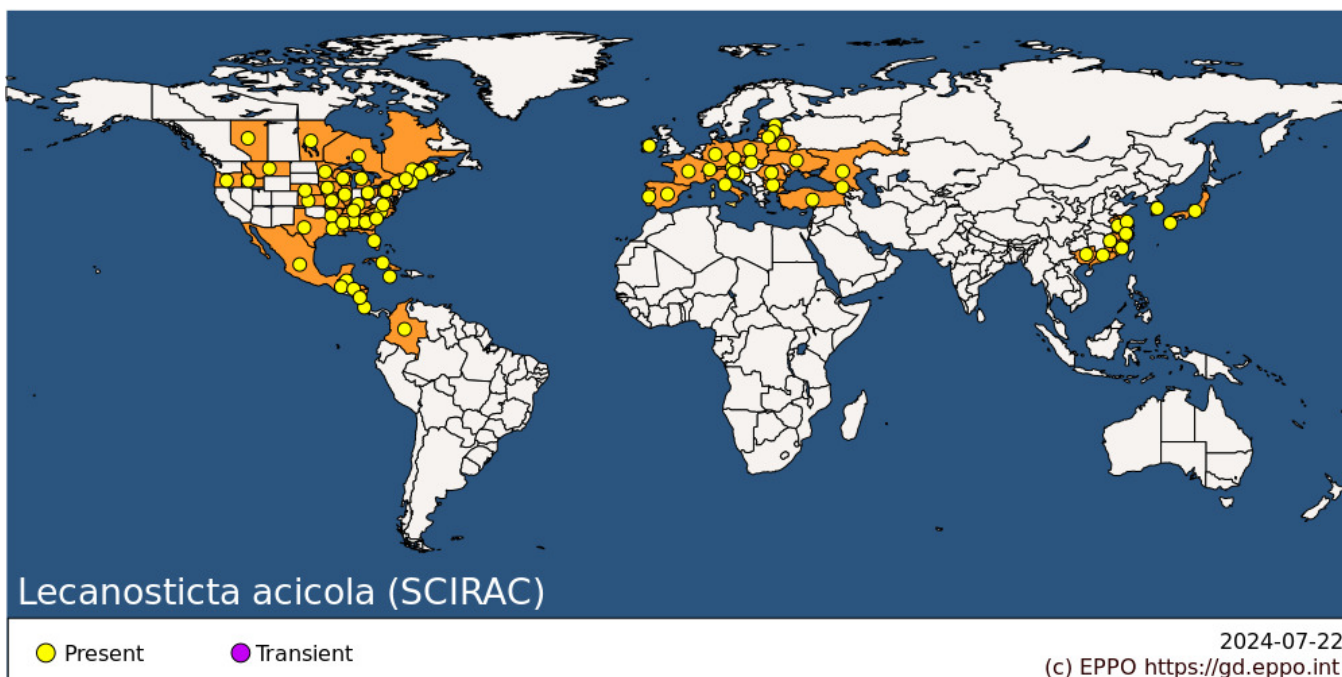 Lecanosticta acicola (SCIRAC)
Present
Transient
2024-07-22
(c) EPPO https://gd.eppo.int